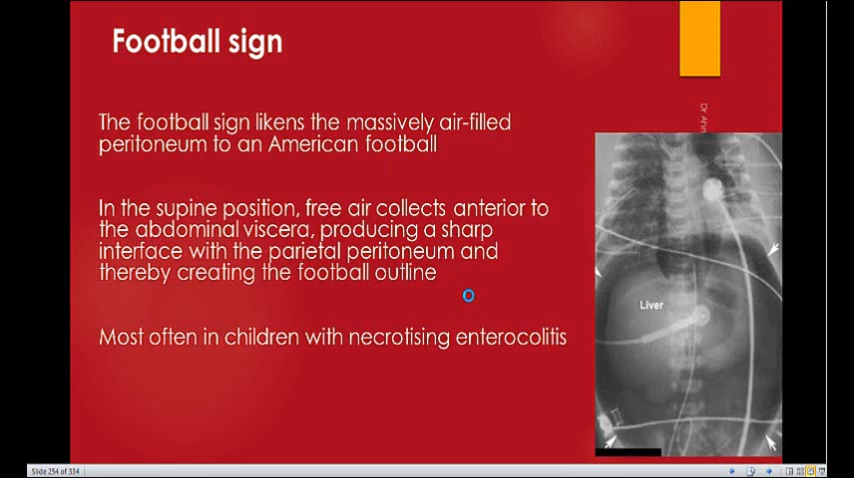 Football sign
The football sign likens the massively air-filled
peritoneum to an American football
In the supine position, free air collects anterior to
the abdominal viscera, producing a sharp
interface with the parietal peritoneum and
thereby creating the football outline
Most often in children with necrotising enterocolitis
Dr
Liver
Slide 254 of 334